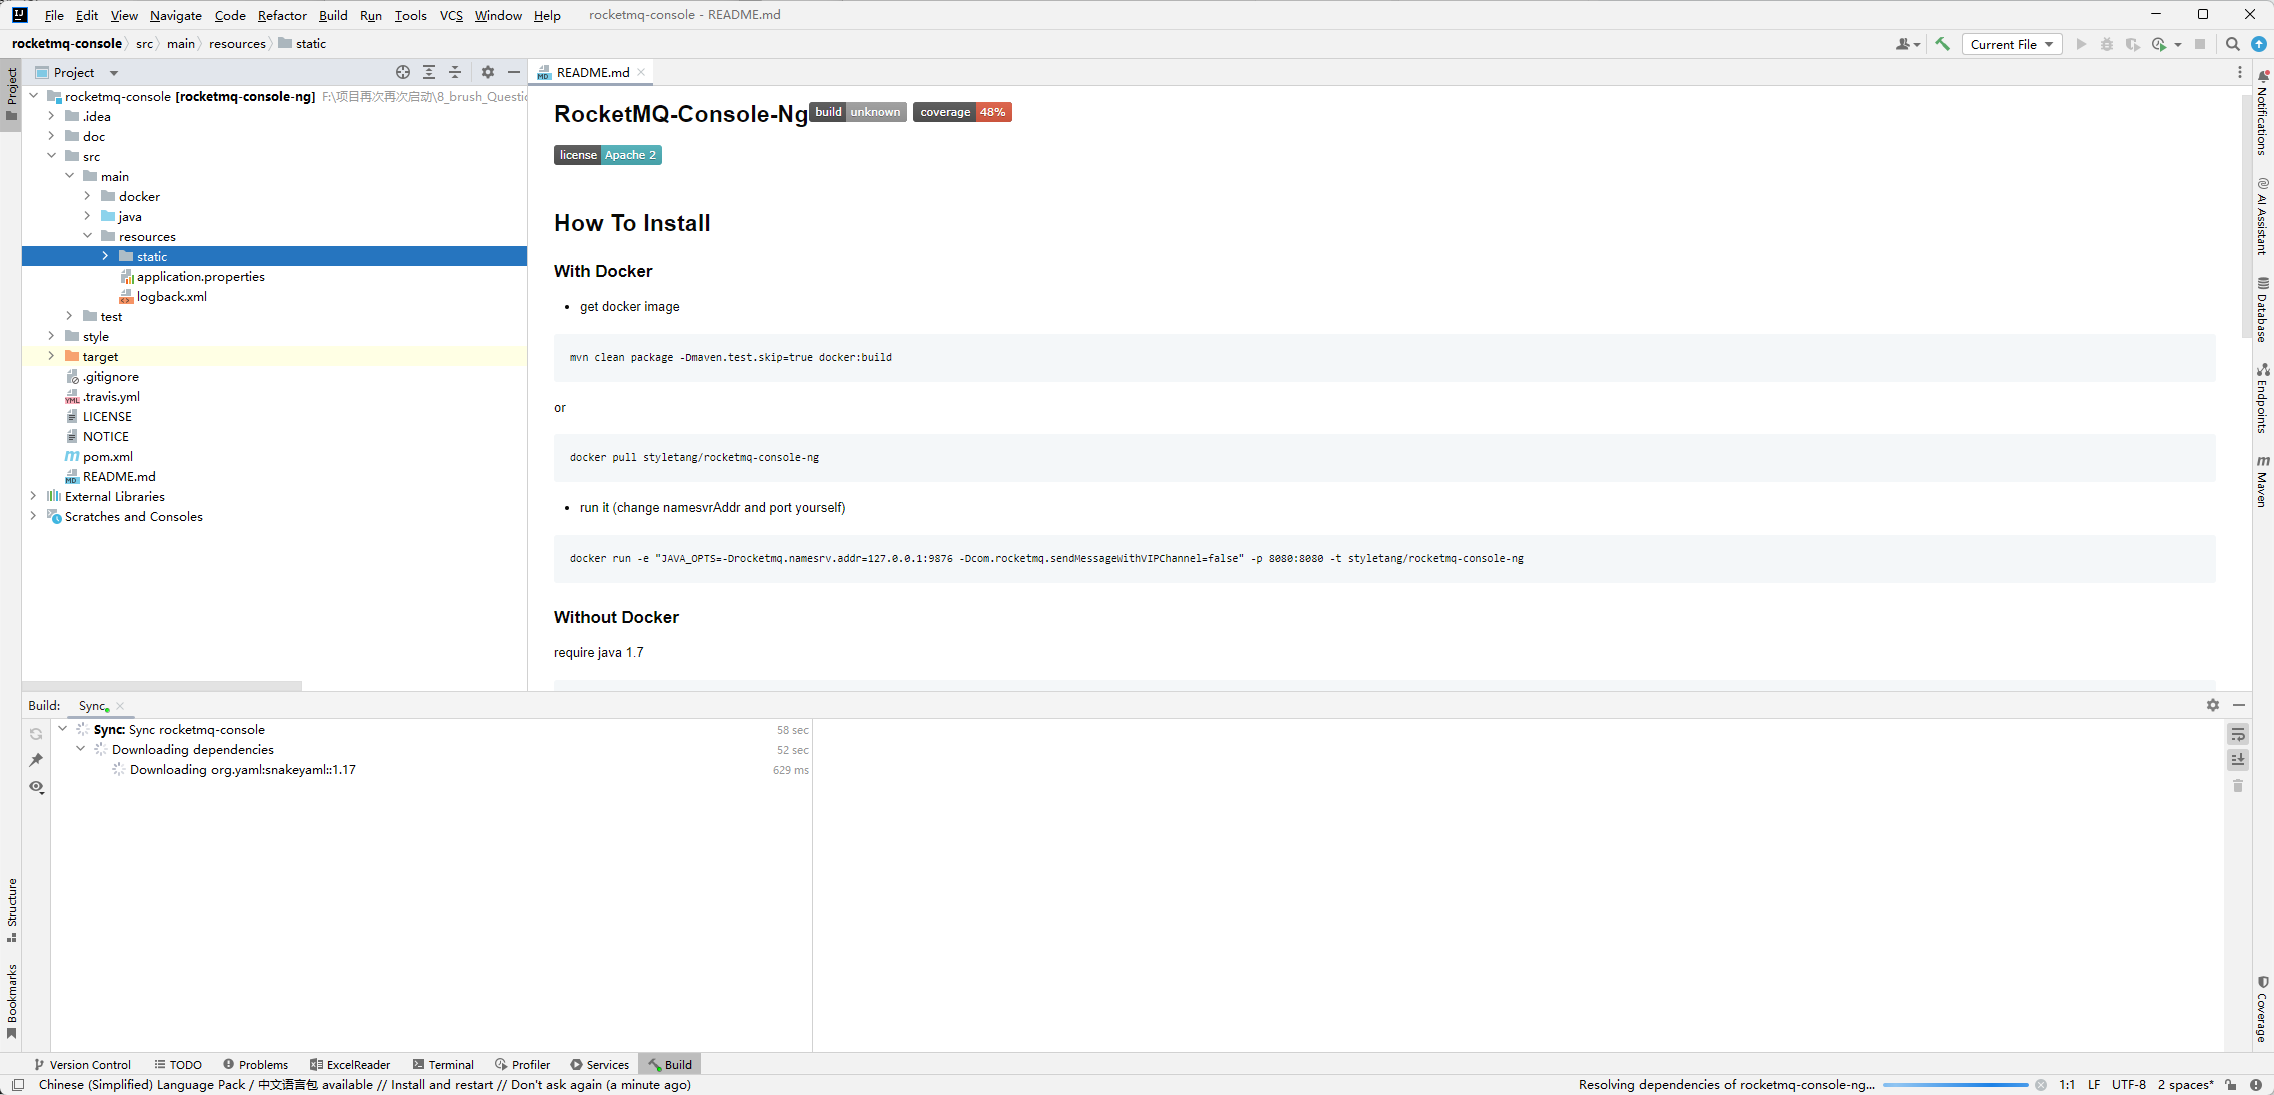 File Edit View Navigate Code Refactor Build Run Tools VCS Window Help rocketmq-console - README.md
rocketmq-console src main resources static
Current File
Project
README.md
rocketmq-console [rocketmq-console-ng] F:\项目再次再次启动\8_brush_Questic
.idea
doc
src
main
docker
java
resources
static
application.properties
logback.xml
test
style
target
.gitignore
.travis.yml
LICENSE
NOTICE
pom.xml
README.md
External Libraries
Scratches and Consoles
RocketMQ-Console-Ng build unknown coverage 48%
license Apache 2
How To Install
With Docker
• get docker image
mvn clean package -Dmaven.test.skip=true docker:build
or
docker pull styletang/rocketmq-console-ng
• run it (change namesvrAddr and port yourself)
docker run -e "JAVA_OPTS=-Drocketmq.namesrv.addr=127.0.0.1:9876 -Dcom.rocketmq.sendMessageWithVIPChannel=false" -p 8080:8080 -t styletang/rocketmq-console-ng
Without Docker
require java 1.7
Build: Sync
Sync: Sync rocketmq-console 58 sec
Downloading dependencies 52 sec
Downloading org.yaml:snakeyaml::1.17 629 ms
Project
Structure
Bookmarks
Notifications
AI Assistant
Database
Endpoints
Maven
Coverage
Version Control TODO Problems ExcelReader Terminal Profiler Services Build
Chinese (Simplified) Language Pack / 中文语言包 available // Install and restart // Don't ask again (a minute ago) Resolving dependencies of rocketmq-console-ng... 1:1 LF UTF-8 2 spaces*